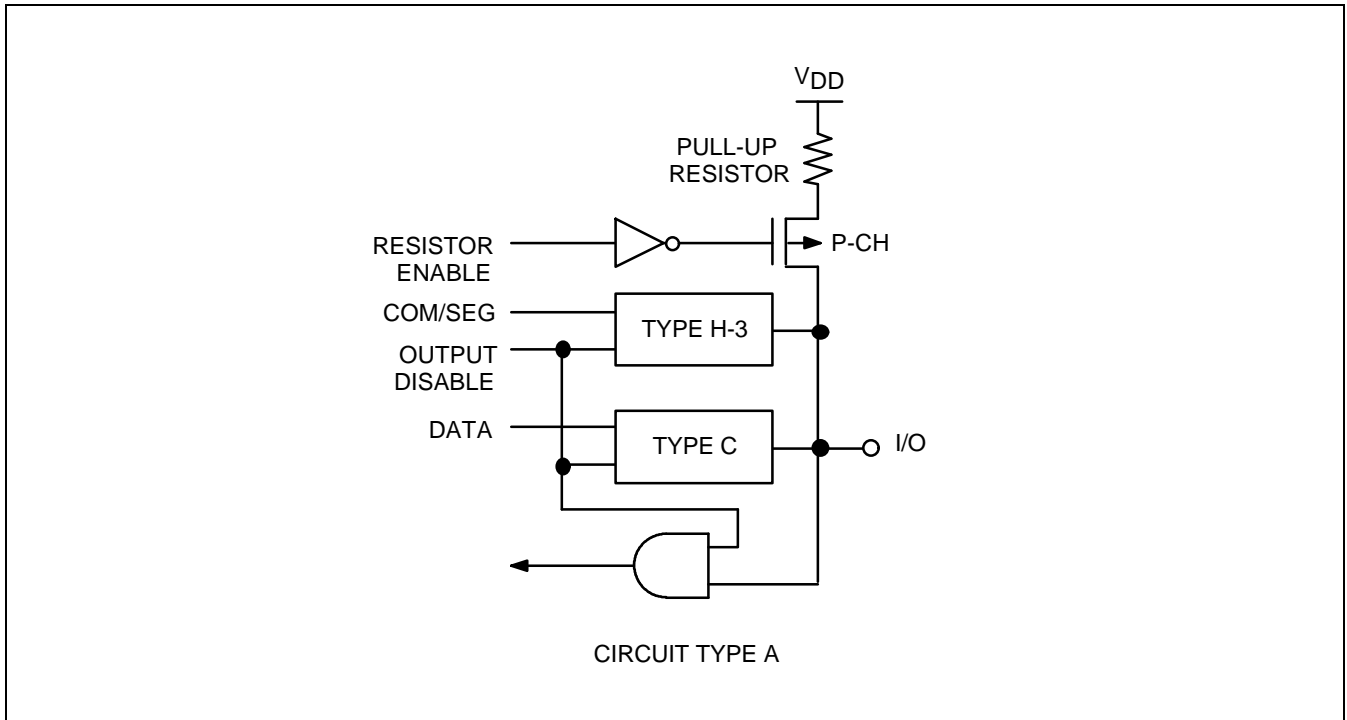 VDD
PULL-UP
RESISTOR
RESISTOR
ENABLE
P-CH
COM/SEG
TYPE H-3
OUTPUT
DISABLE
DATA
TYPE C
I/O
CIRCUIT TYPE A